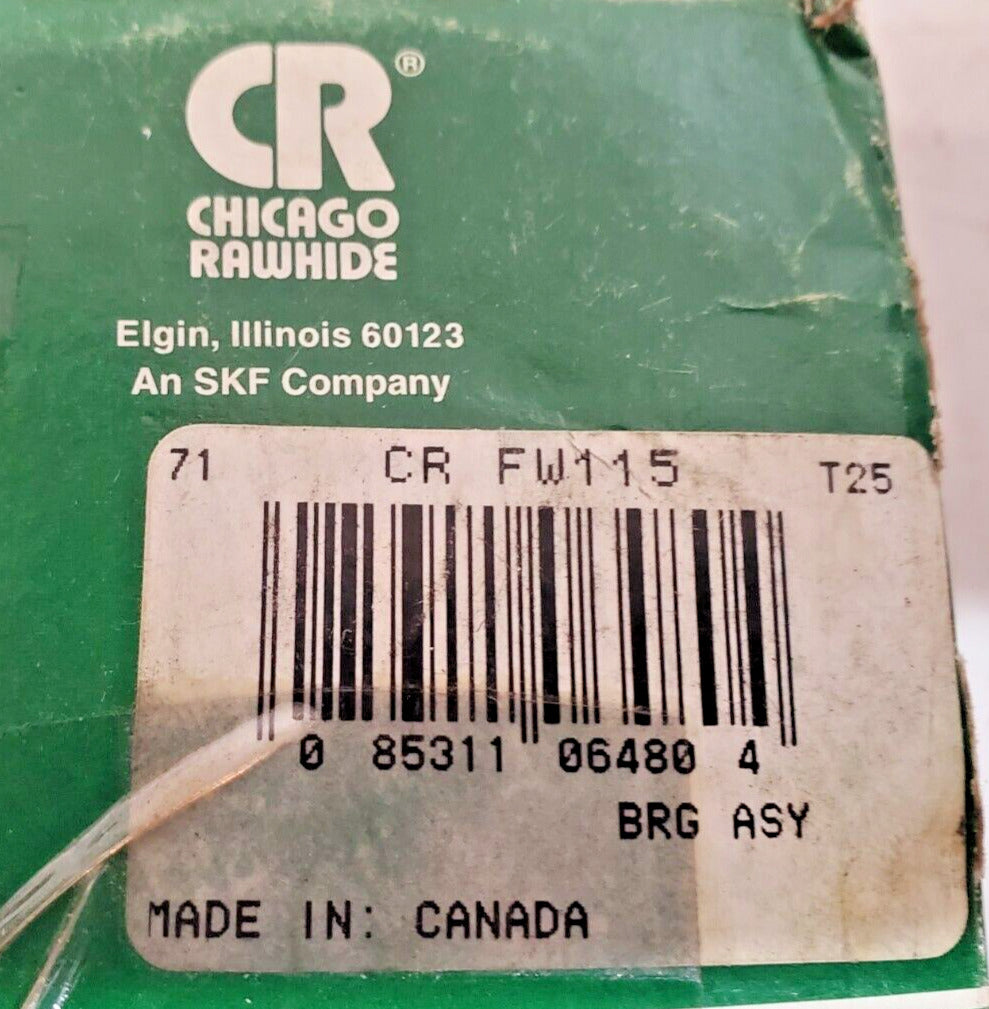 CR®
CHICAGO
RAWHIDE
Elgin, Illinois 60123
An SKF Company
71 CR FW115 T25
0 85311 06480 4
BRG ASY
MADE IN: CANADA